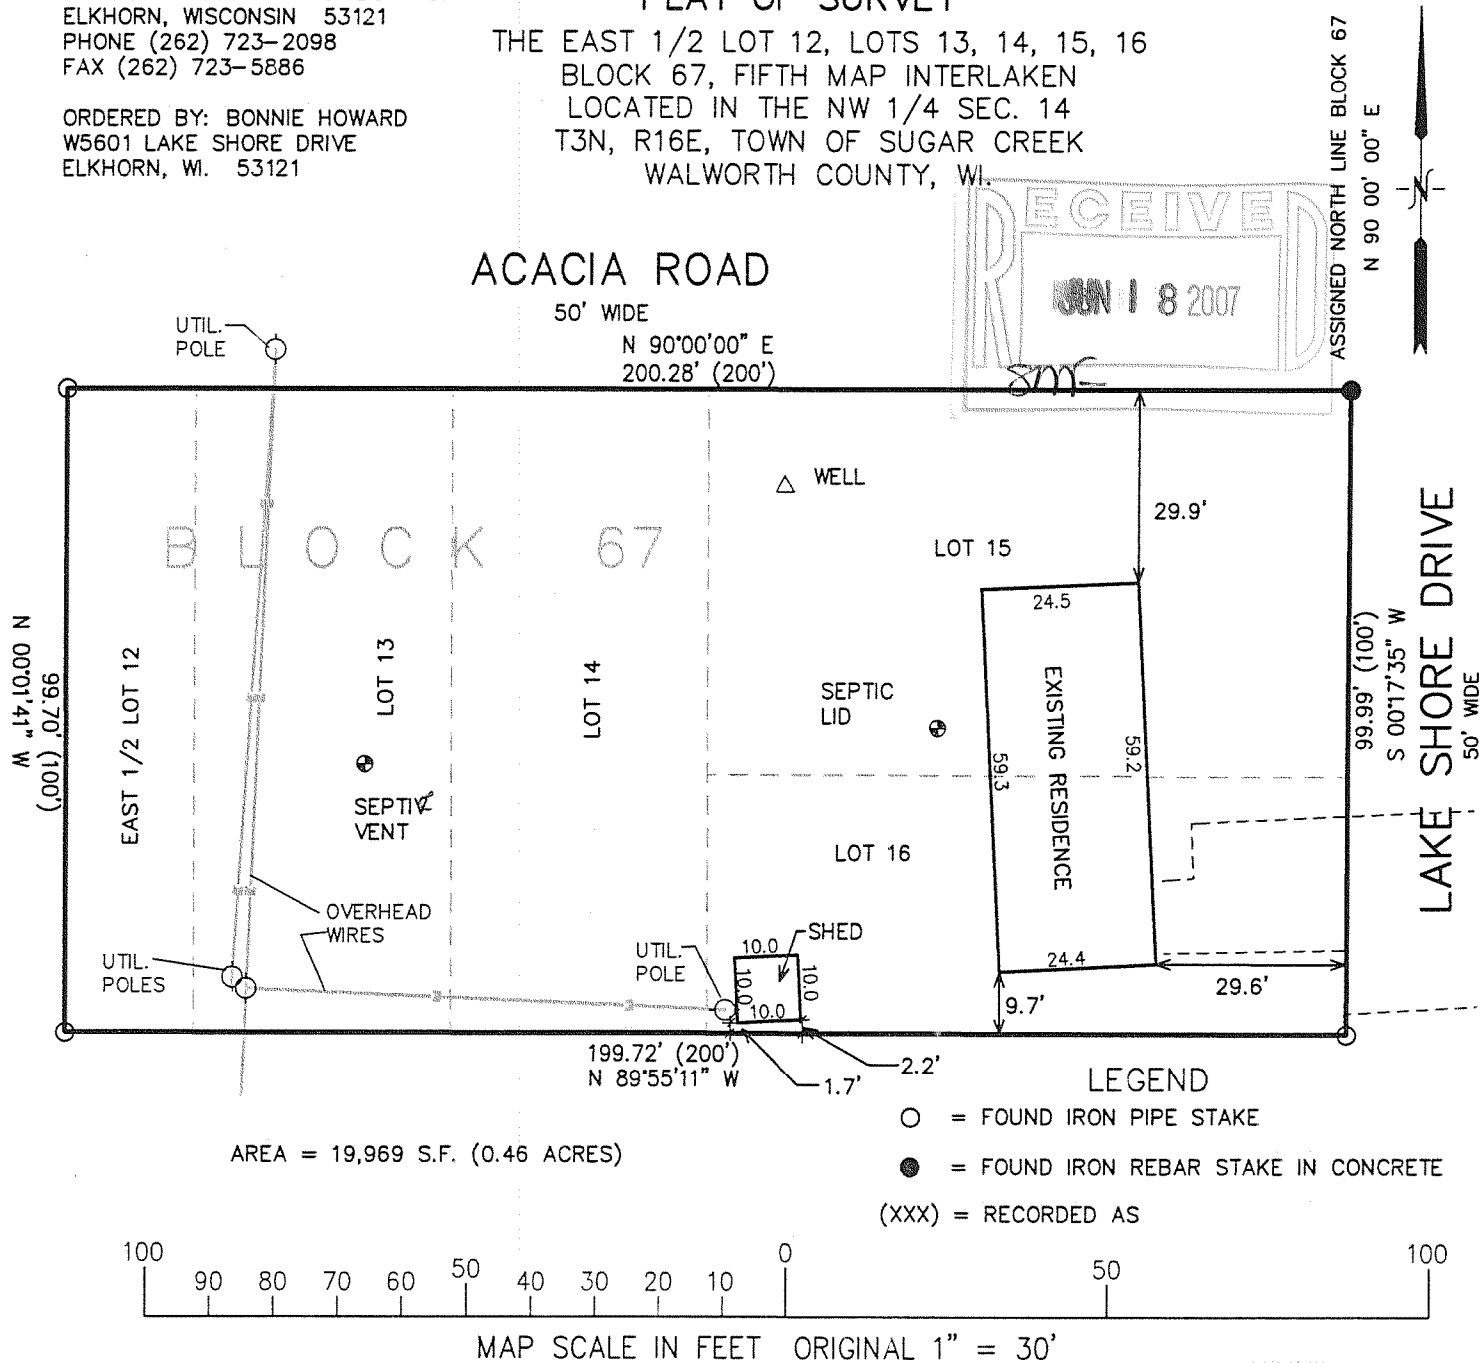 ELKHORN, WISCONSIN 53121
PHONE (262) 723-2098
FAX (262) 723-5886
ORDERED BY: BONNIE HOWARD
W5601 LAKE SHORE DRIVE
ELKHORN, WI. 53121
PLAT OF SURVEY
THE EAST 1/2 LOT 12, LOTS 13, 14, 15, 16
BLOCK 67, FIFTH MAP INTERLAKEN
LOCATED IN THE NW 1/4 SEC. 14
T3N, R16E, TOWN OF SUGAR CREEK
WALWORTH COUNTY, WI.
ASSIGNED NORTH LINE BLOCK 67
N 90 00' 00" E
N
RECEIVED
JUN 18 2007
ACACIA ROAD
50' WIDE
N 90°00'00" E
200.28' (200')
UTIL.
POLE
WELL
29.9'
BLOCK 67
LOT 15
24.5
EAST 1/2 LOT 12
LOT 13
LOT 14
SEPTIC
LID
EXISTING RESIDENCE
59.3
59.2
99.70' (100')
N 00°01'41" W
99.99' (100')
S 00°17'35" W
LAKE SHORE DRIVE
50' WIDE
SEPTIV
VENT
LOT 16
OVERHEAD
WIRES
UTIL.
POLES
UTIL.
POLE
SHED
10.0
10.0
10.0
10.0
24.4
9.7'
29.6'
199.72' (200')
N 89°55'11" W
1.7'
2.2'
LEGEND
= FOUND IRON PIPE STAKE
= FOUND IRON REBAR STAKE IN CONCRETE
(XXX) = RECORDED AS
AREA = 19,969 S.F. (0.46 ACRES)
100 90 80 70 60 50 40 30 20 10 0 50 100
MAP SCALE IN FEET ORIGINAL 1" = 30'